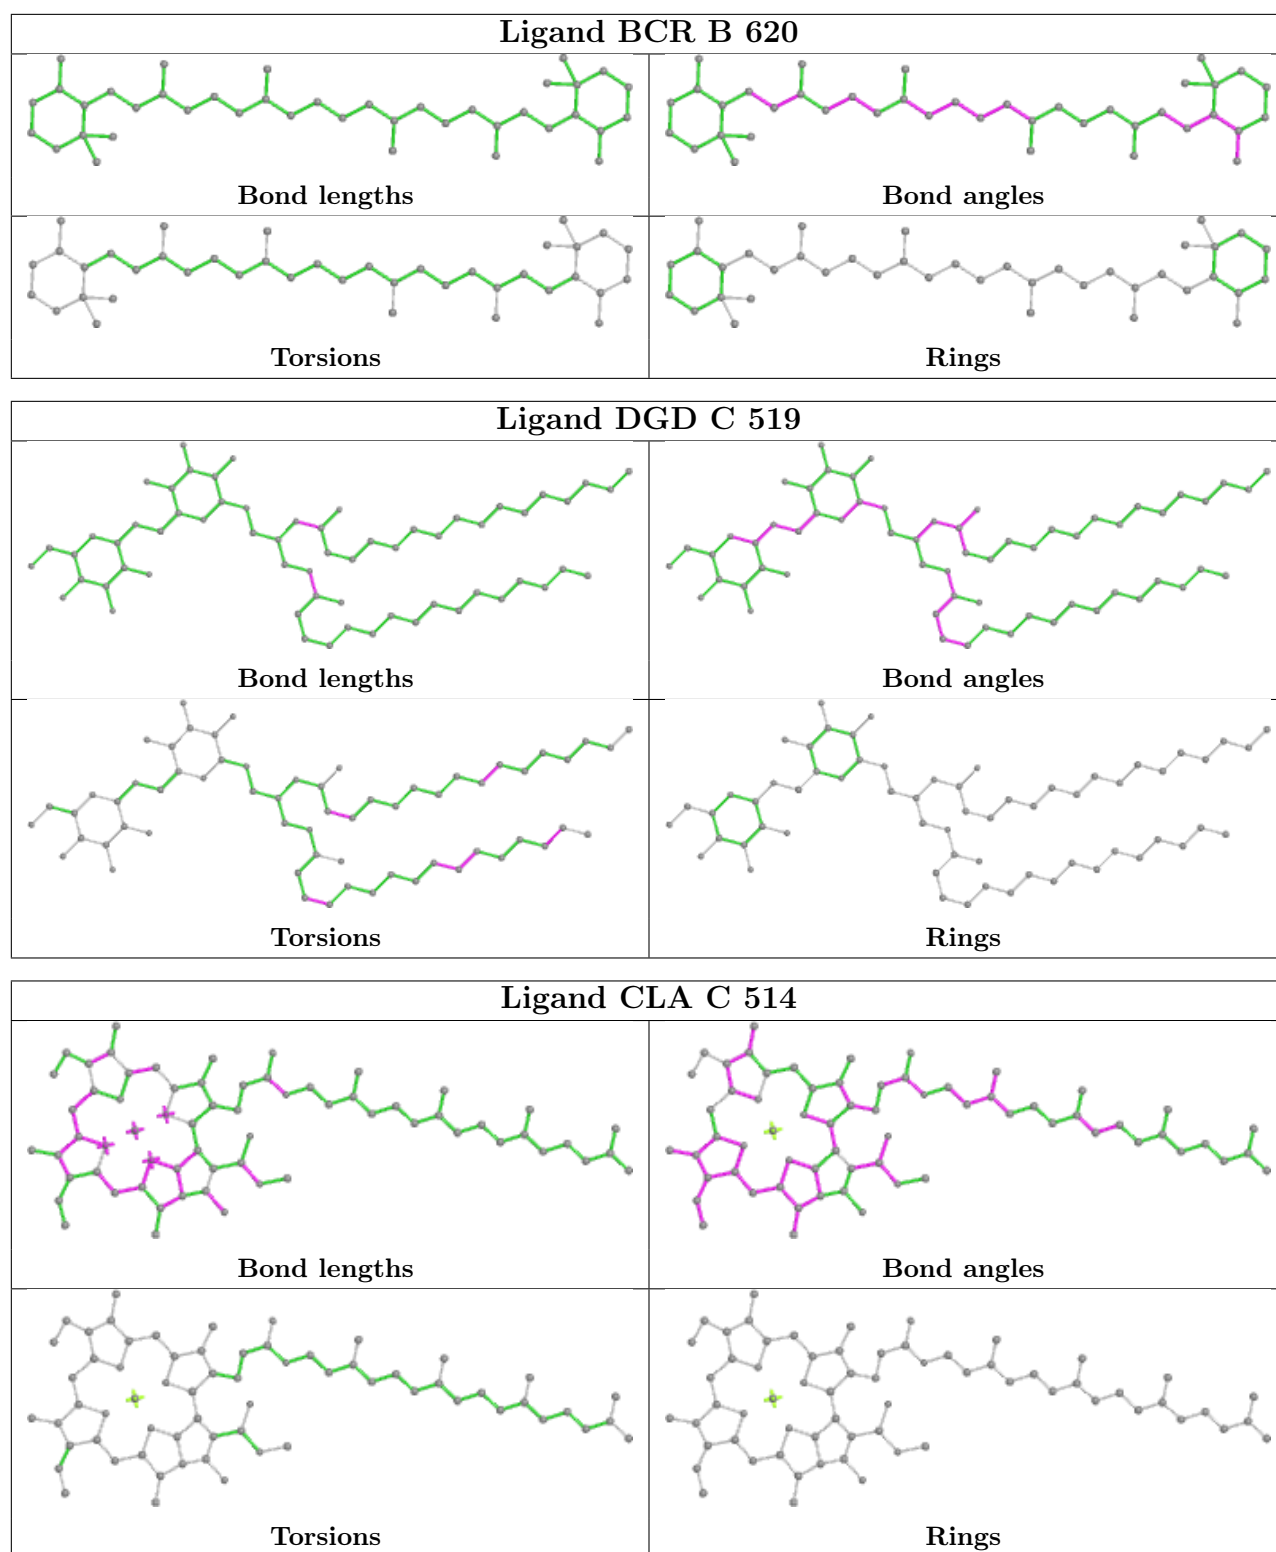 Ligand BCR B 620
Bond lengths
Bond angles
Torsions
Rings
Ligand DGD C 519
Bond lengths
Bond angles
Torsions
Rings
Ligand CLA C 514
Bond lengths
Bond angles
Torsions
Rings